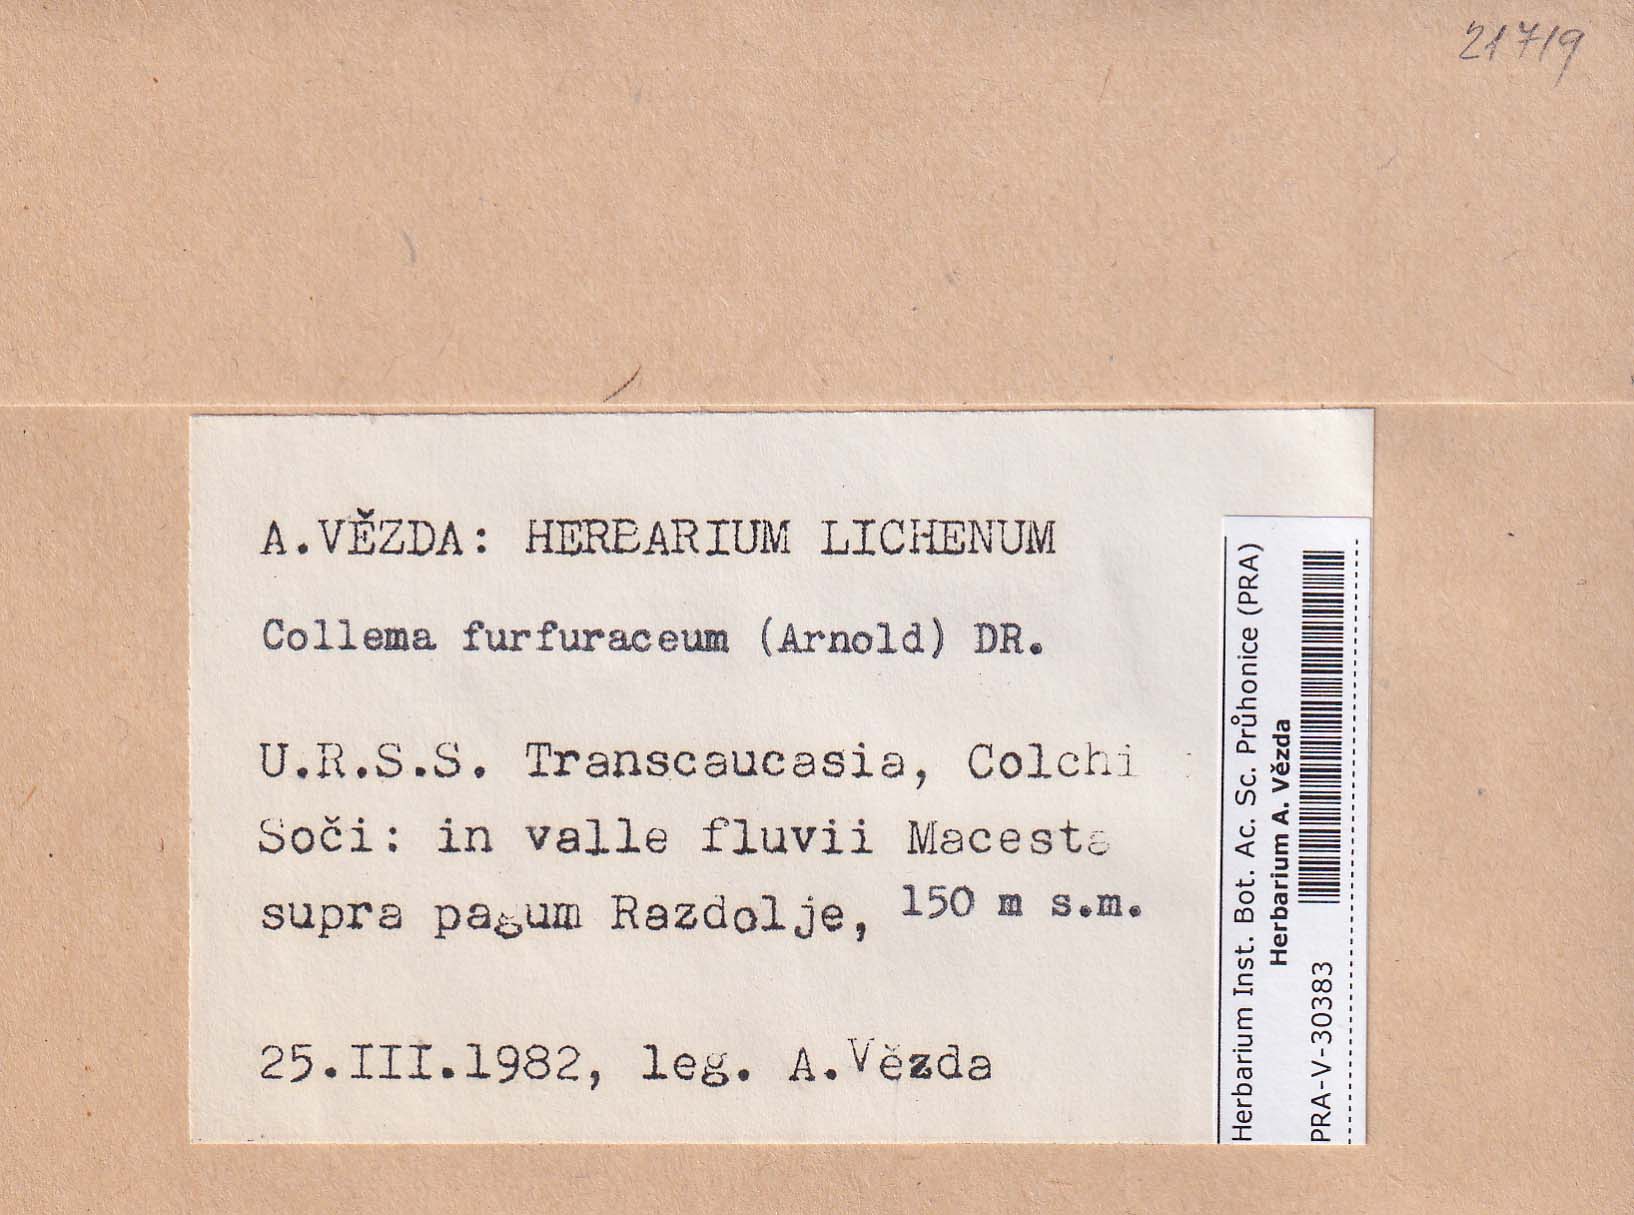 21719
A.VĚZDA: HERBARIUM LICHENUM
Collema furfuraceum (Arnold) DR.
U.R.S.S. Transcaucasia, Colchi
Soči: in valle fluvii Macesta
supra pagum Razdolje, 150 m s.m.
25.III.1982, leg. A.Vězda
Herbarium Inst. Bot. Ac. Sc. Průhonice (PRA)
Herbarium A. Vězda
PRA-V-30383